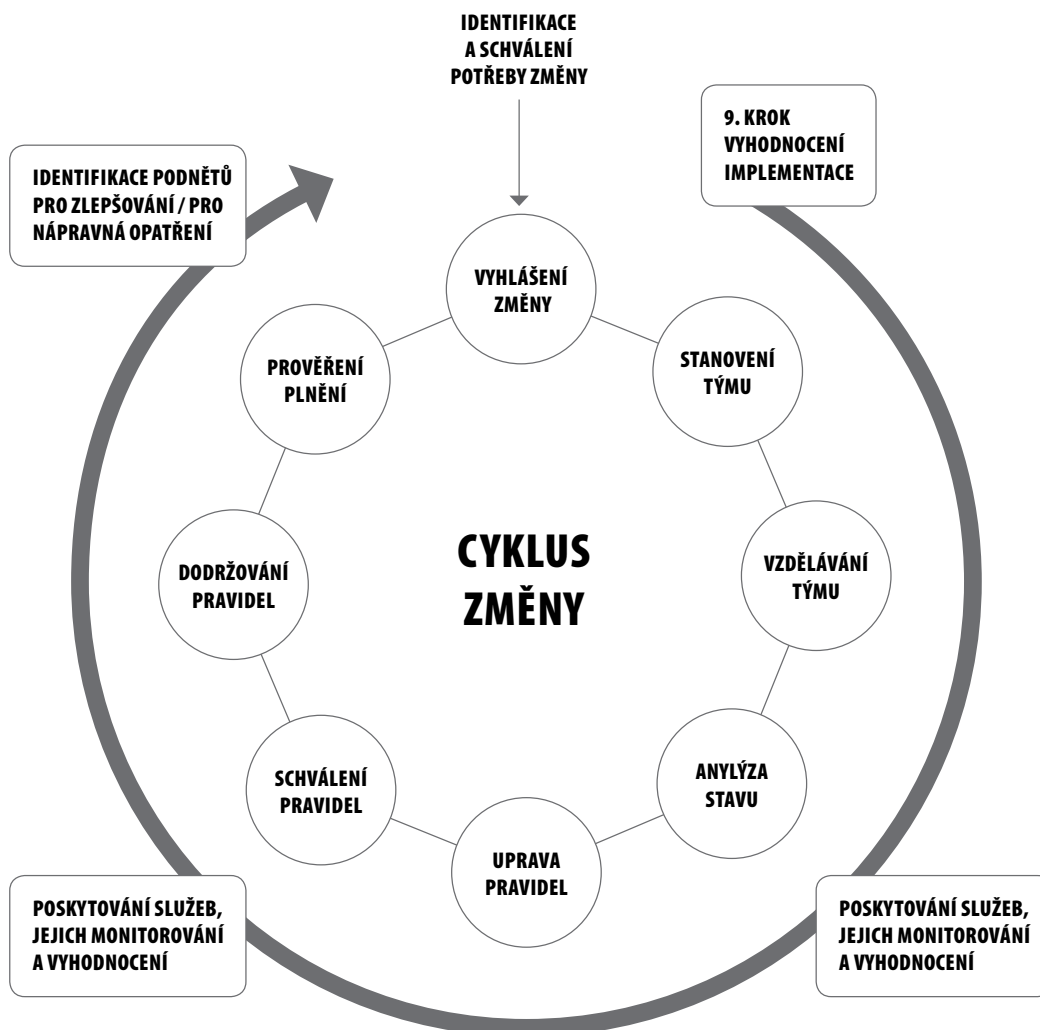 IDENTIFIKACE
A SCHVÁLENÍ
POTŘEBY ZMĚNY
9. KROK
VYHODNOCENÍ
IMPLEMENTACE
IDENTIFIKACE PODNĚTŮ
PRO ZLEPŠOVÁNÍ / PRO
NÁPRAVNÁ OPATŘENÍ
VYHLÁŠENÍ
ZMĚNY
STANOVENÍ
TÝMU
PROVĚŘENÍ
PLNĚNÍ
CYKLUS
ZMĚNY
VZDĚLÁVÁNÍ
TÝMU
DODRŽOVÁNÍ
PRAVIDEL
ANYLÝZA
STAVU
SCHVÁLENÍ
PRAVIDEL
UPRAVA
PRAVIDEL
POSKYTOVÁNÍ SLUŽEB,
JEJICH MONITOROVÁNÍ
A VYHODNOCENÍ
POSKYTOVÁNÍ SLUŽEB,
JEJICH MONITOROVÁNÍ
A VYHODNOCENÍ